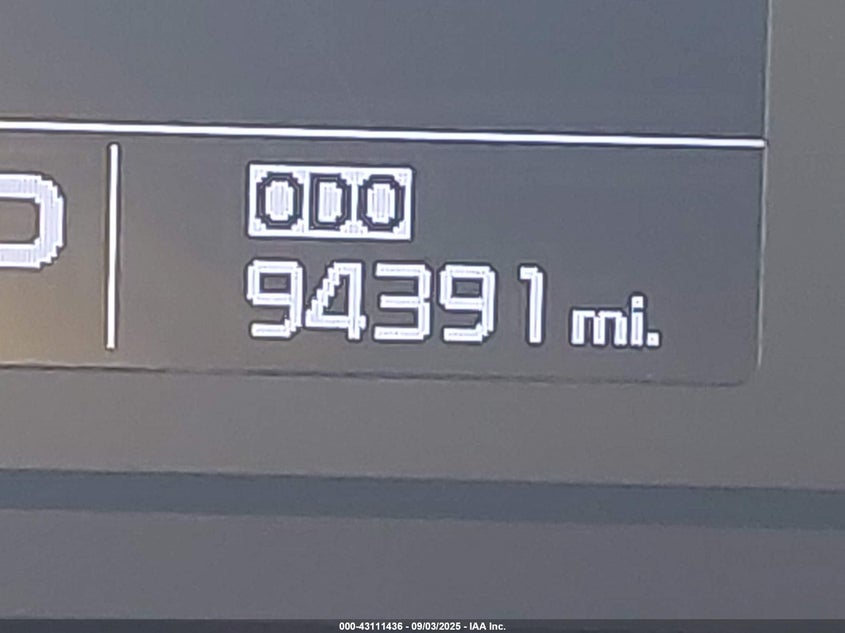 ODO
P
94391 mi.
000-43111436 - 09/03/2025 - IAA Inc.